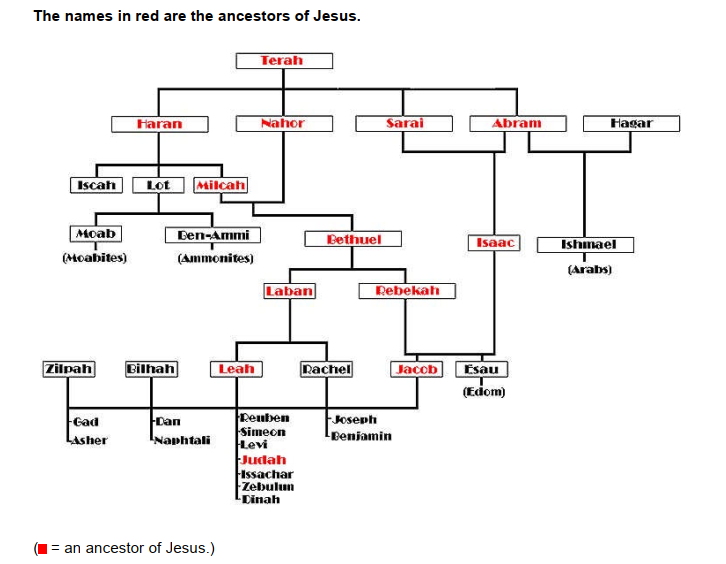 The names in red are the ancestors of Jesus.
Terah
Haran Nahor Sarai Abram Hagar
Iscah Lot Milcah
Moab Ben-Ammi Bethuel Isaac Ishmael
(Moabites) (Ammonites) (Arabs)
Laban Rebekah
Zilpah Bilhah Leah Rachel Jacob Esau
(Edom)
Gad Dan Reuben Joseph
Asher Naphtali Simeon Benjamin
Levi
Judah
Issachar
Zebulun
Dinah
( = an ancestor of Jesus.)